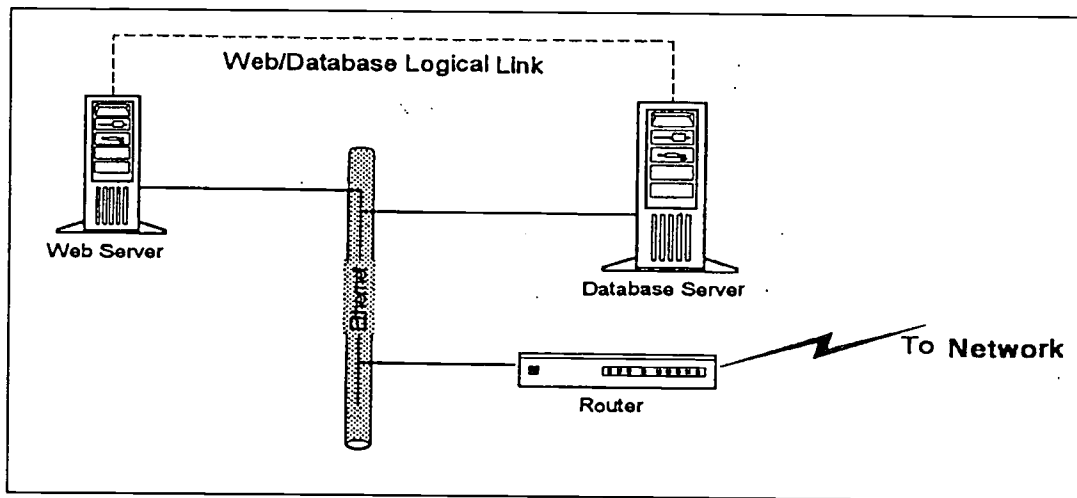 Web/Database Logical Link
Web Server
Ethernet
Database Server
To Network
Router